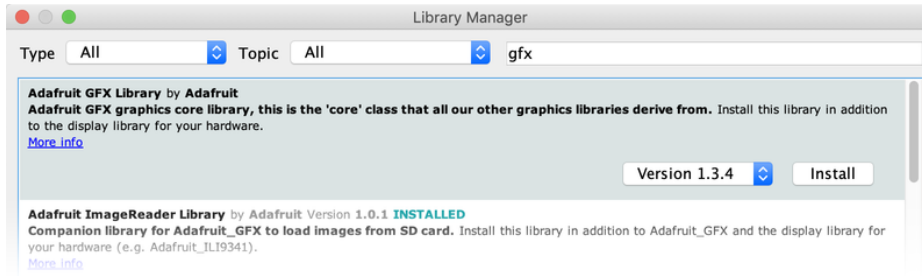 Library Manager
Type All Topic All gfx
Adafruit GFX Library by Adafruit
Adafruit GFX graphics core library, this is the 'core' class that all our other graphics libraries derive from. Install this library in addition
to the display library for your hardware.
More info
Version 1.3.4 Install
Adafruit ImageReader Library by Adafruit Version 1.0.1 INSTALLED
Companion library for Adafruit_GFX to load images from SD card. Install this library in addition to Adafruit_GFX and the display library for
your hardware (e.g. Adafruit_ILI9341).
More info